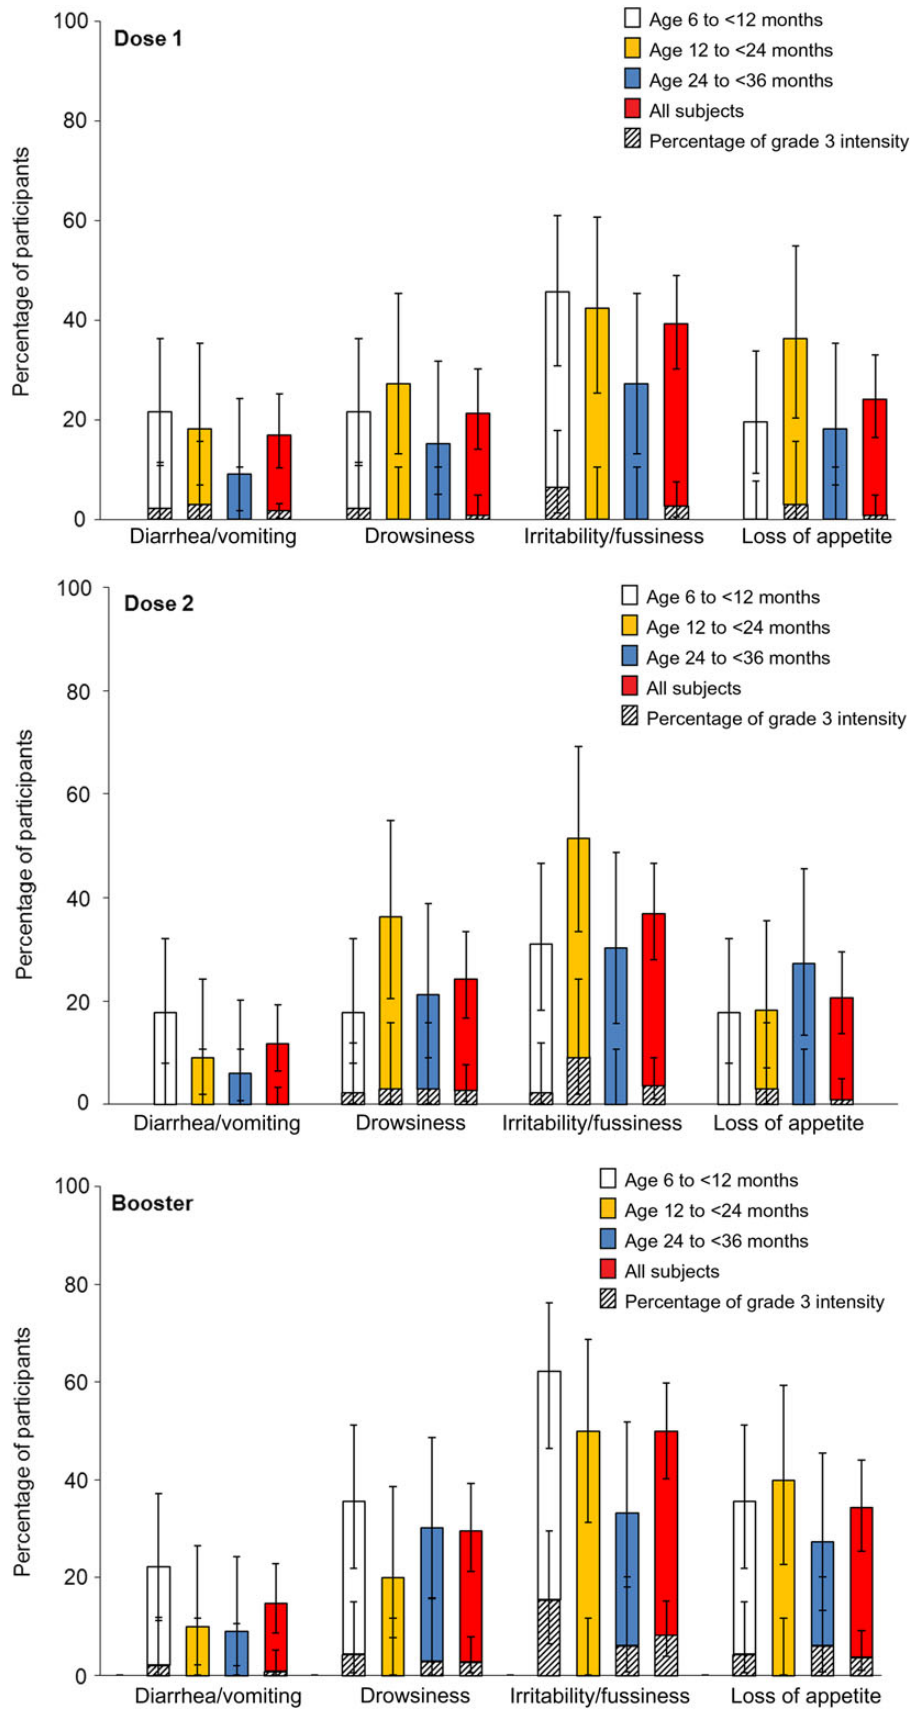 Dose 1
Age 6 to <12 months
Age 12 to <24 months
Age 24 to <36 months
All subjects
Percentage of grade 3 intensity
Percentage of participants
100
80
60
40
20
0
Diarrhea/vomiting
Drowsiness
Irritability/fussiness
Loss of appetite
Dose 2
Age 6 to <12 months
Age 12 to <24 months
Age 24 to <36 months
All subjects
Percentage of grade 3 intensity
Percentage of participants
100
80
60
40
20
0
Diarrhea/vomiting
Drowsiness
Irritability/fussiness
Loss of appetite
Booster
Age 6 to <12 months
Age 12 to <24 months
Age 24 to <36 months
All subjects
Percentage of grade 3 intensity
Percentage of participants
100
80
60
40
20
0
Diarrhea/vomiting
Drowsiness
Irritability/fussiness
Loss of appetite